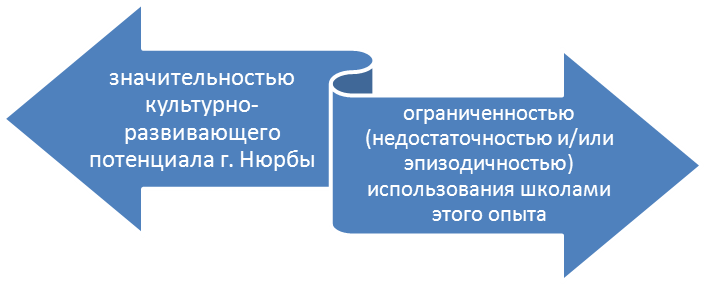 значительностью
культурно-
развивающего
потенциала г. Нюрбы
ограниченностью
(недостаточностью и/или
эпизодичностью)
использования школами
этого опыта